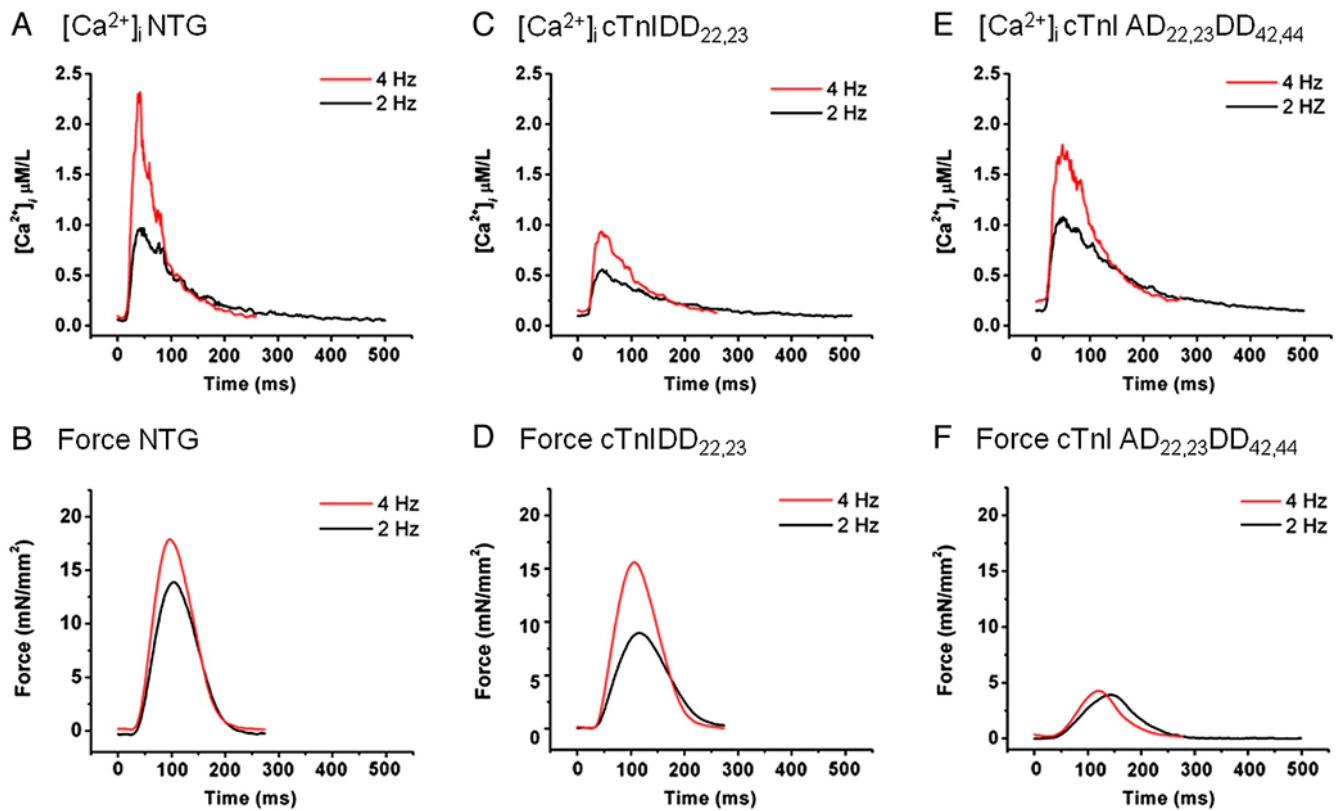 A [Ca²⁺]ᵢ NTG
C [Ca²⁺]ᵢ cTnIDD₂₂,₂₃
E [Ca²⁺]ᵢ cTnI AD₂₂,₂₃DD₄₂,₄₄
[Ca²⁺], μM/L
2.5
2.0
1.5
1.0
0.5
0.0
4 Hz
2 Hz
0 100 200 300 400 500
Time (ms)
[Ca²⁺], μM/L
2.5
2.0
1.5
1.0
0.5
0.0
4 Hz
2 Hz
0 100 200 300 400 500
Time (ms)
[Ca²⁺], μM/L
2.5
2.0
1.5
1.0
0.5
0.0
4 Hz
2 HZ
0 100 200 300 400 500
Time (ms)
B Force NTG
D Force cTnIDD₂₂,₂₃
F Force cTnI AD₂₂,₂₃DD₄₂,₄₄
Force (mN/mm²)
20
15
10
5
0
4 Hz
2 Hz
0 100 200 300 400 500
Time (ms)
Force (mN/mm²)
20
15
10
5
0
4 Hz
2 Hz
0 100 200 300 400 500
Time (ms)
Force (mN/mm²)
20
15
10
5
0
4 Hz
2 Hz
0 100 200 300 400 500
Time (ms)